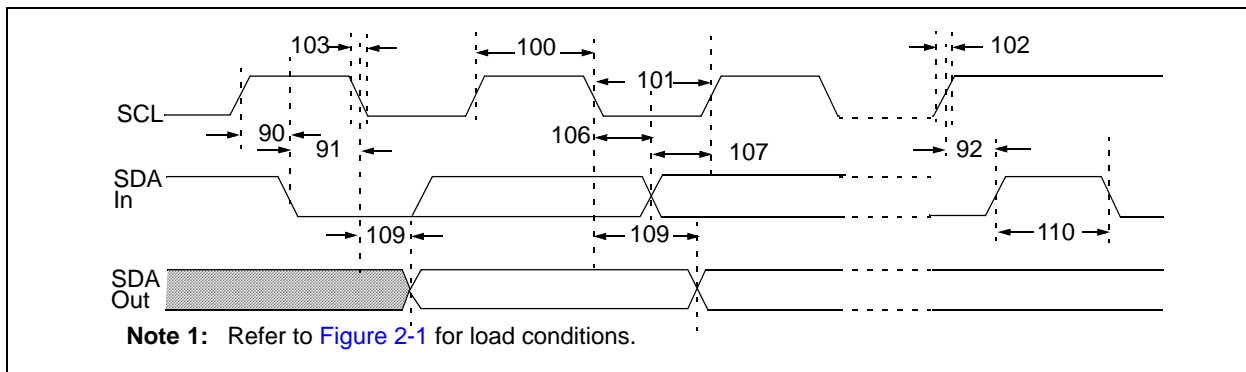 103
100
102
101
SCL
90
106
91
107
92
SDA
In
109
109
110
SDA
Out
Note 1: Refer to Figure 2-1 for load conditions.